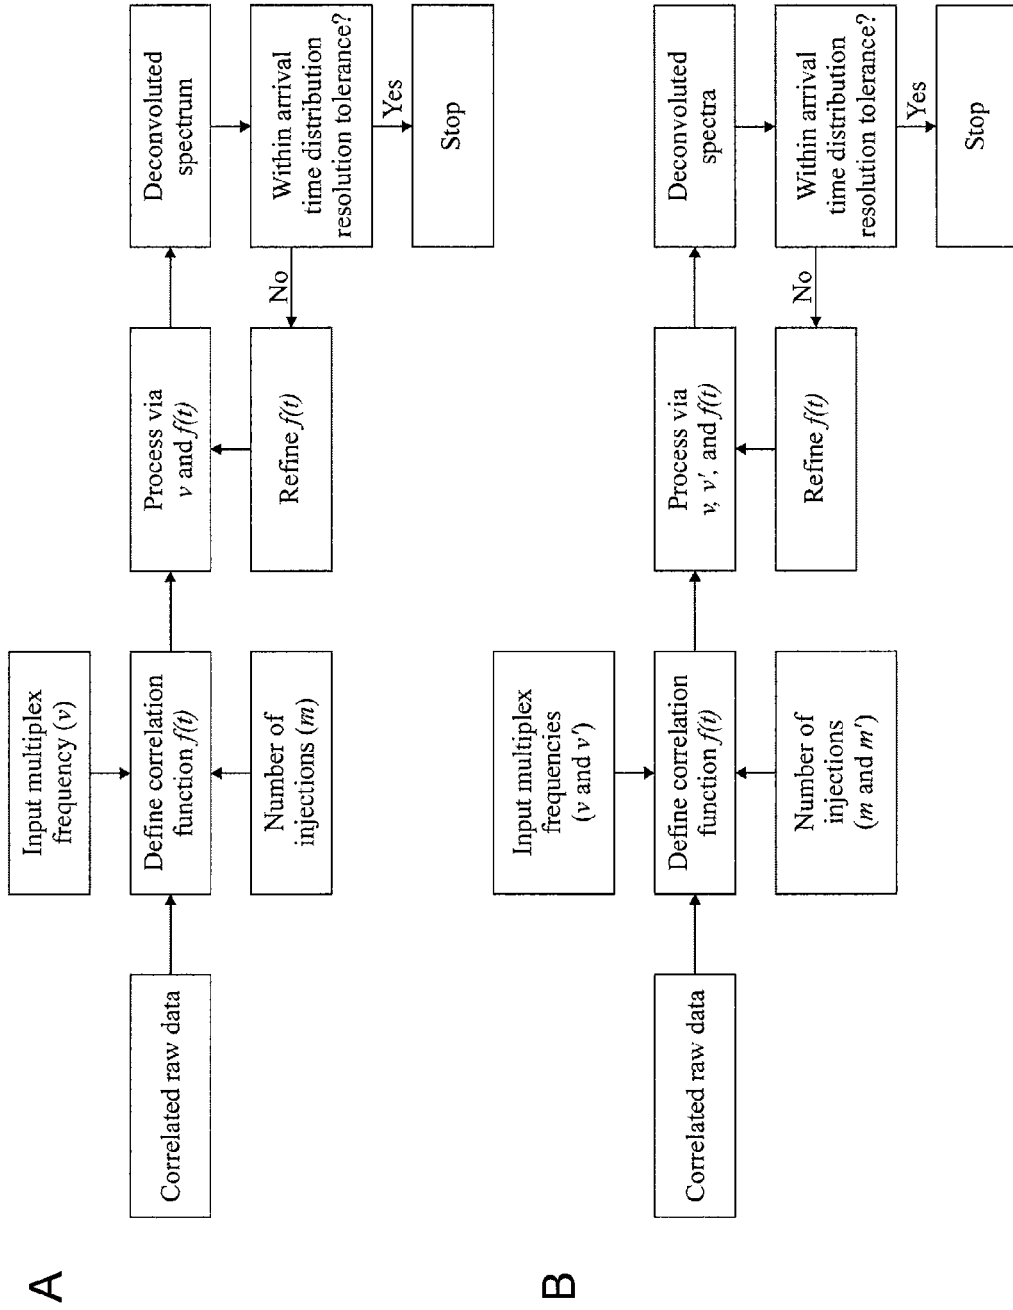 A
Correlated raw data
Input multiplex
frequency (v)
Define correlation
function f(t)
Number of
injections (m)
Process via
v and f(t)
Refine f(t)
No
Deconvoluted
spectrum
Within arrival
time distribution
resolution tolerance?
Yes
Stop
B
Correlated raw data
Input multiplex
frequencies
(v and v')
Define correlation
function f(t)
Number of
injections
(m and m')
Process via
v, v', and f(t)
Refine f(t)
No
Deconvoluted
spectra
Within arrival
time distribution
resolution tolerance?
Yes
Stop